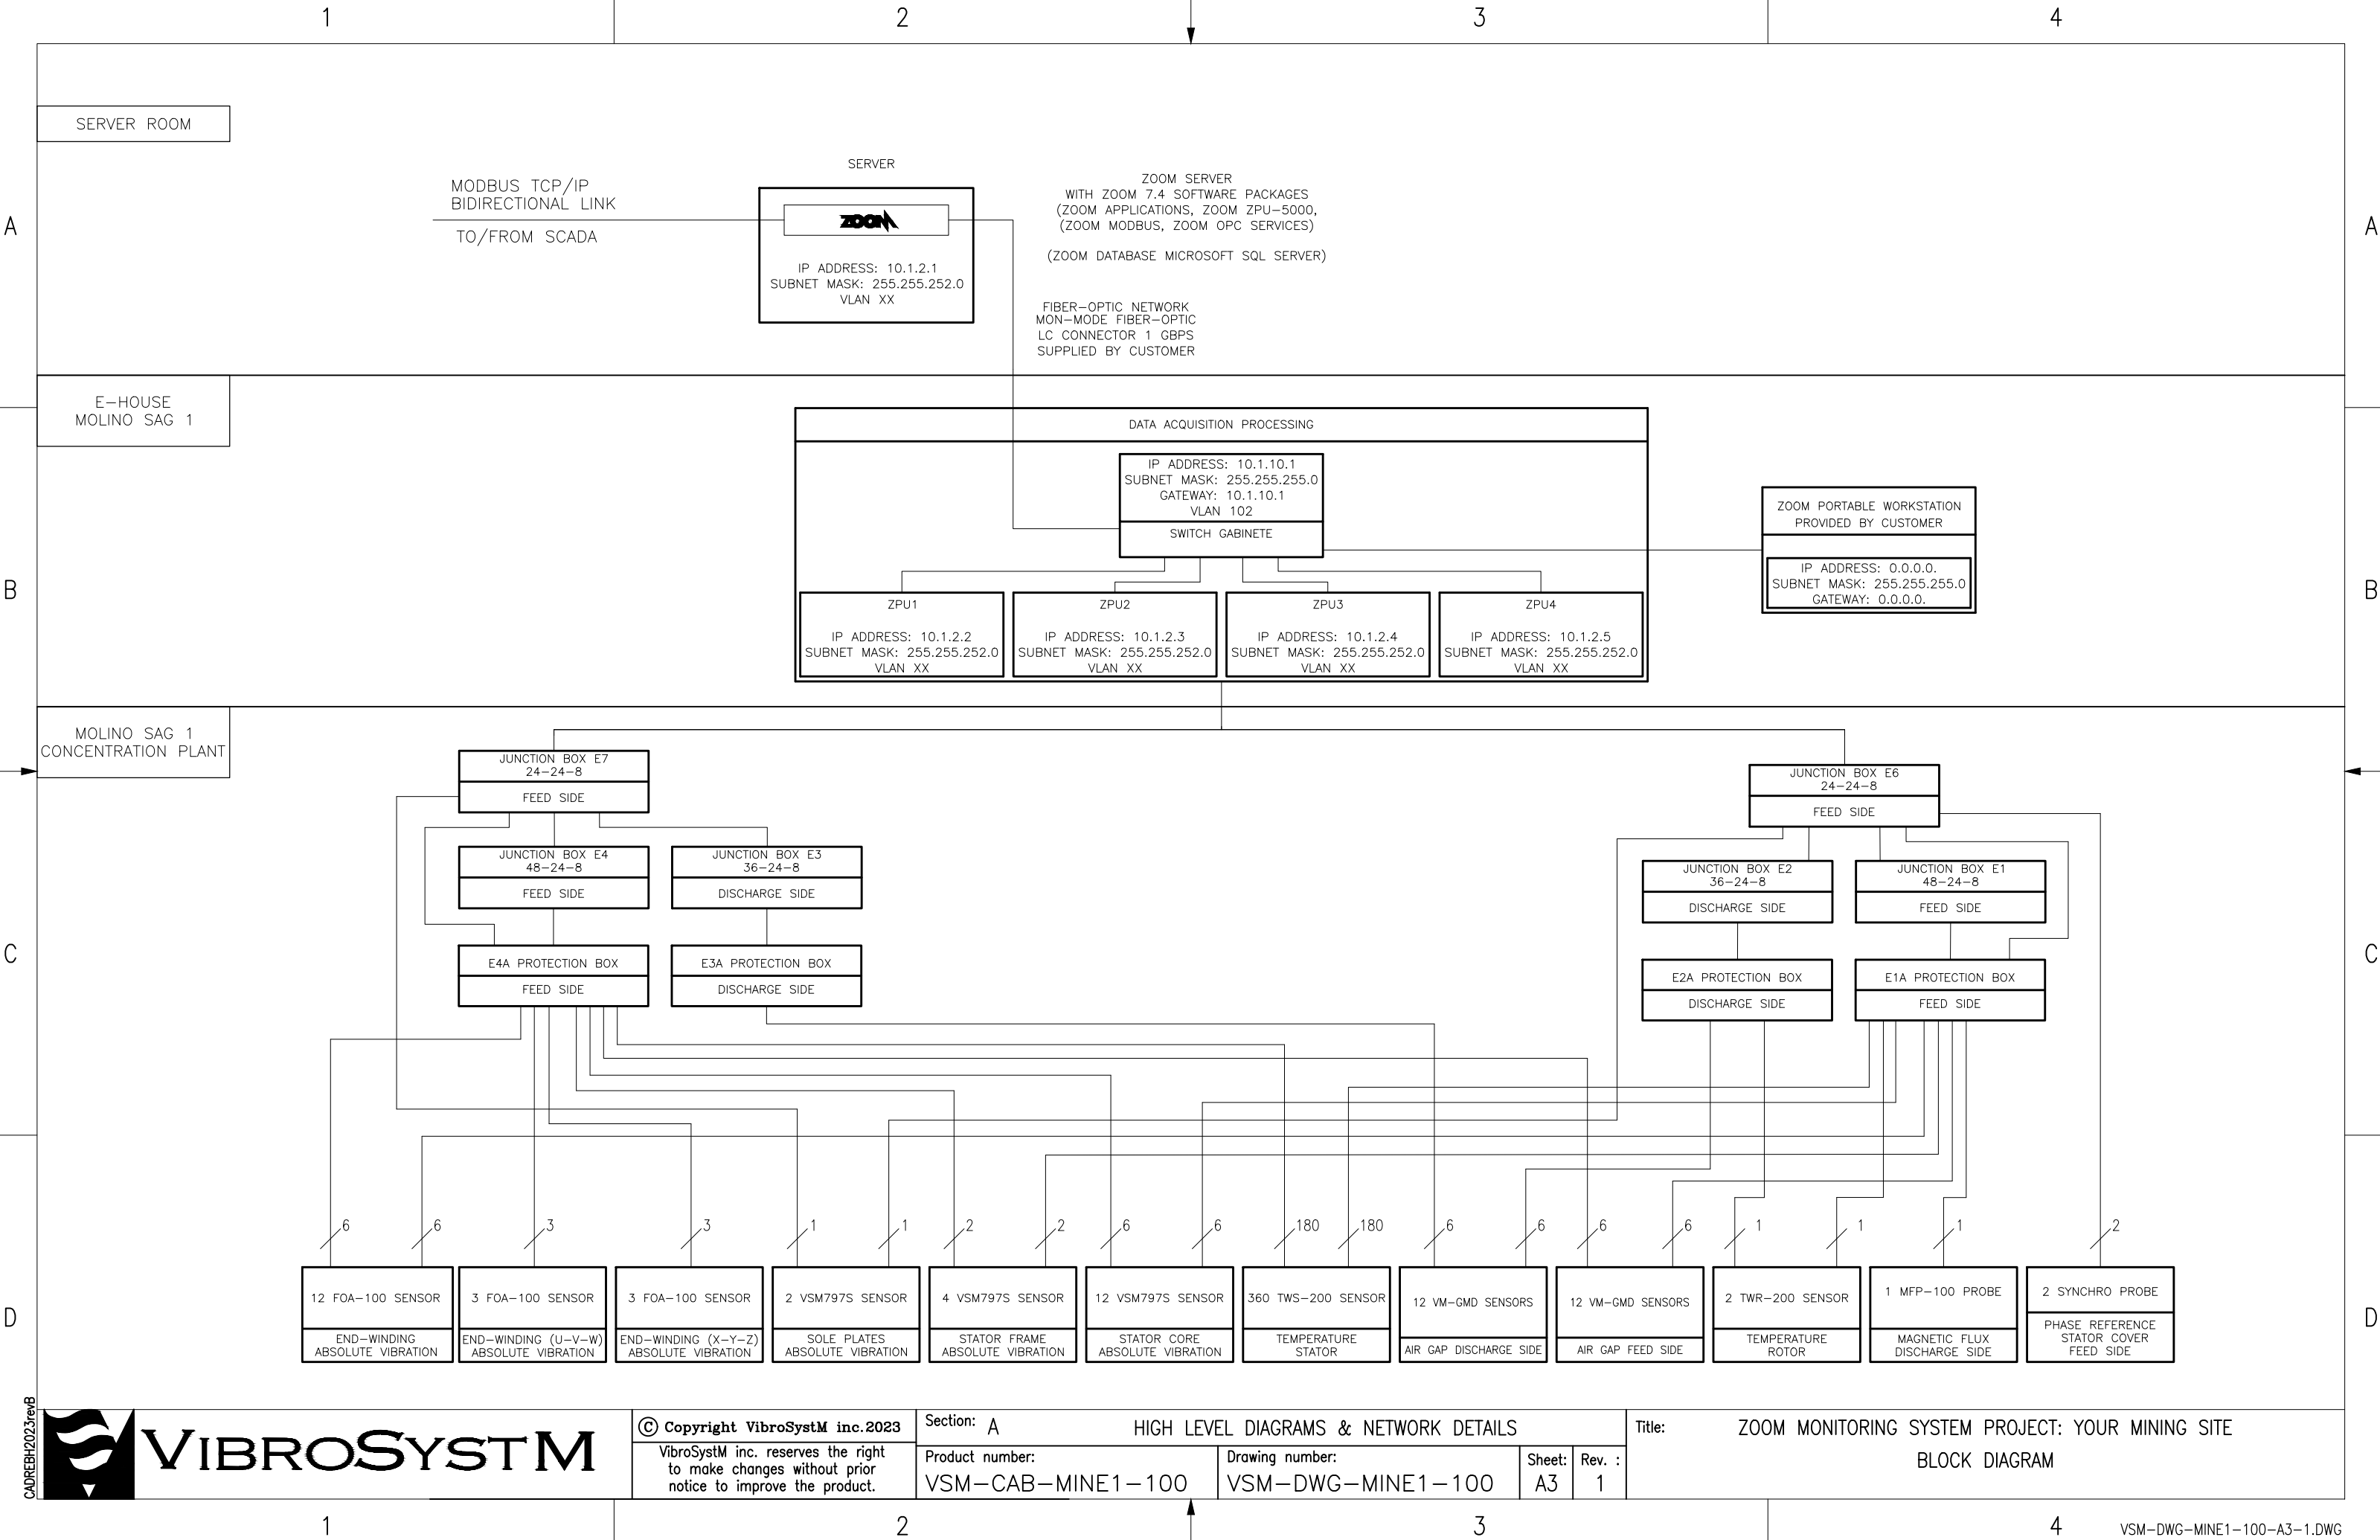 1 2 3 4
SERVER ROOM
SERVER
MODBUS TCP/IP
BIDIRECTIONAL LINK
TO/FROM SCADA
ZOOM
IP ADDRESS: 10.1.2.1
SUBNET MASK: 255.255.252.0
VLAN XX
ZOOM SERVER
WITH ZOOM 7.4 SOFTWARE PACKAGES
(ZOOM APPLICATIONS, ZOOM ZPU-5000,
(ZOOM MODBUS, ZOOM OPC SERVICES)
(ZOOM DATABASE MICROSOFT SQL SERVER)
A A
FIBER-OPTIC NETWORK
MON-MODE FIBER-OPTIC
LC CONNECTOR 1 GBPS
SUPPLIED BY CUSTOMER
E-HOUSE
MOLINO SAG 1
DATA ACQUISITION PROCESSING
IP ADDRESS: 10.1.10.1
SUBNET MASK: 255.255.255.0
GATEWAY: 10.1.10.1
VLAN 102
SWITCH GABINETE
ZOOM PORTABLE WORKSTATION
PROVIDED BY CUSTOMER
IP ADDRESS: 0.0.0.0.
SUBNET MASK: 255.255.255.0
GATEWAY: 0.0.0.0.
B B
ZPU1
IP ADDRESS: 10.1.2.2
SUBNET MASK: 255.255.252.0
VLAN XX
ZPU2
IP ADDRESS: 10.1.2.3
SUBNET MASK: 255.255.252.0
VLAN XX
ZPU3
IP ADDRESS: 10.1.2.4
SUBNET MASK: 255.255.252.0
VLAN XX
ZPU4
IP ADDRESS: 10.1.2.5
SUBNET MASK: 255.255.252.0
VLAN XX
MOLINO SAG 1
CONCENTRATION PLANT
JUNCTION BOX E7
24-24-8
FEED SIDE
JUNCTION BOX E6
24-24-8
FEED SIDE
JUNCTION BOX E4
48-24-8
FEED SIDE
JUNCTION BOX E3
36-24-8
DISCHARGE SIDE
JUNCTION BOX E2
36-24-8
DISCHARGE SIDE
JUNCTION BOX E1
48-24-8
FEED SIDE
C C
E4A PROTECTION BOX
FEED SIDE
E3A PROTECTION BOX
DISCHARGE SIDE
E2A PROTECTION BOX
DISCHARGE SIDE
E1A PROTECTION BOX
FEED SIDE
6 6 3 3 1 1 2 2 6 6 180 180 6 6 6 6 1 1 1 2
12 FOA-100 SENSOR
END-WINDING
ABSOLUTE VIBRATION
3 FOA-100 SENSOR
END-WINDING (U-V-W)
ABSOLUTE VIBRATION
3 FOA-100 SENSOR
END-WINDING (X-Y-Z)
ABSOLUTE VIBRATION
2 VSM797S SENSOR
SOLE PLATES
ABSOLUTE VIBRATION
4 VSM797S SENSOR
STATOR FRAME
ABSOLUTE VIBRATION
12 VSM797S SENSOR
STATOR CORE
ABSOLUTE VIBRATION
360 TWS-200 SENSOR
TEMPERATURE
STATOR
12 VM-GMD SENSORS
AIR GAP DISCHARGE SIDE
12 VM-GMD SENSORS
AIR GAP FEED SIDE
2 TWR-200 SENSOR
TEMPERATURE
ROTOR
1 MFP-100 PROBE
MAGNETIC FLUX
DISCHARGE SIDE
2 SYNCHRO PROBE
PHASE REFERENCE
STATOR COVER
FEED SIDE
D D
CADREBH2023revB
VIBROSYSTM
© Copyright VibroSystM inc.2023
VibroSystM inc. reserves the right
to make changes without prior
notice to improve the product.
Section: A HIGH LEVEL DIAGRAMS & NETWORK DETAILS
Product number:
VSM-CAB-MINE1-100
Drawing number:
VSM-DWG-MINE1-100
Sheet:
A3
Rev. :
1
Title: ZOOM MONITORING SYSTEM PROJECT: YOUR MINING SITE
BLOCK DIAGRAM
1 2 3 4
VSM-DWG-MINE1-100-A3-1.DWG